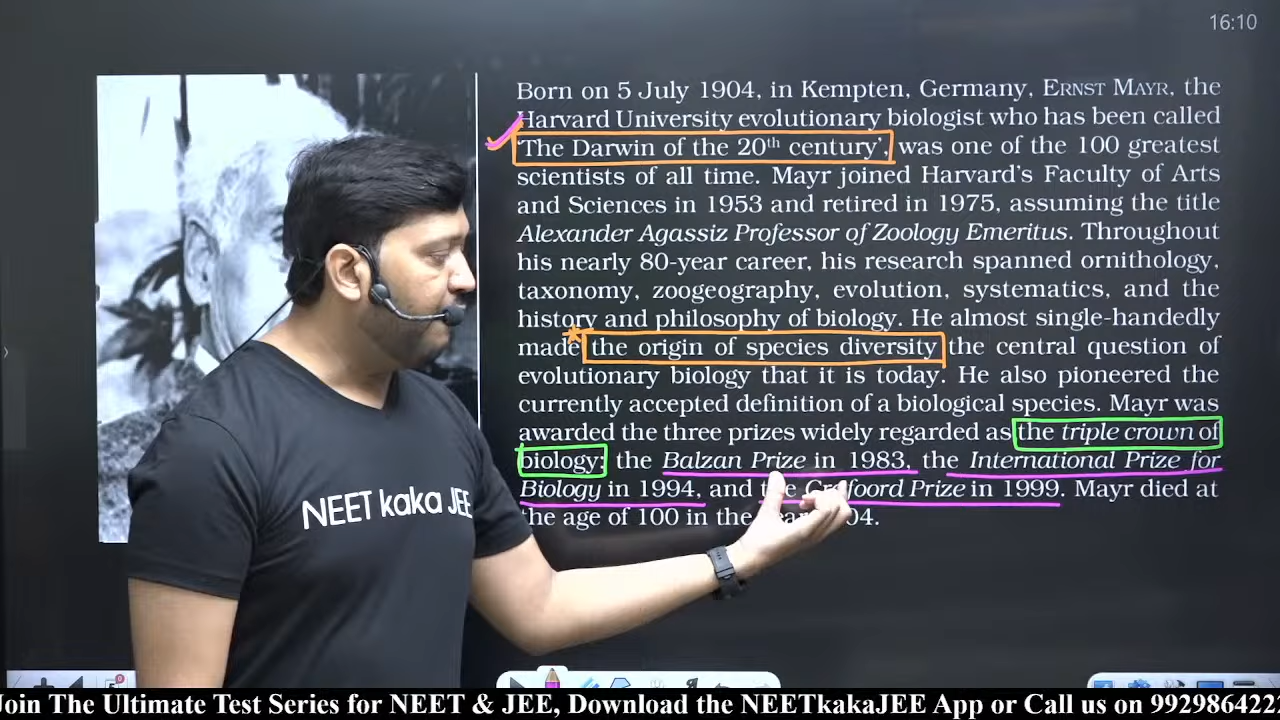 16:10
Born on 5 July 1904, in Kempten, Germany, ERNST MAYR, the
Harvard University evolutionary biologist who has been called
'The Darwin of the 20th century', was one of the 100 greatest
scientists of all time. Mayr joined Harvard's Faculty of Arts
and Sciences in 1953 and retired in 1975, assuming the title
Alexander Agassiz Professor of Zoology Emeritus. Throughout
his nearly 80-year career, his research spanned ornithology,
taxonomy, zoogeography, evolution, systematics, and the
history and philosophy of biology. He almost single-handedly
made the origin of species diversity the central question of
evolutionary biology that it is today. He also pioneered the
currently accepted definition of a biological species. Mayr was
awarded the three prizes widely regarded as the triple crown of
biology: the Balzan Prize in 1983, the International Prize for
Biology in 1994, and the Prize in 1999. Mayr died at
the age of 100 in the 04.
NEET kaka JEE
Join The Ultimate Test Series for NEET & JEE, Download the NEETkakaJEE App or Call us on 992986422